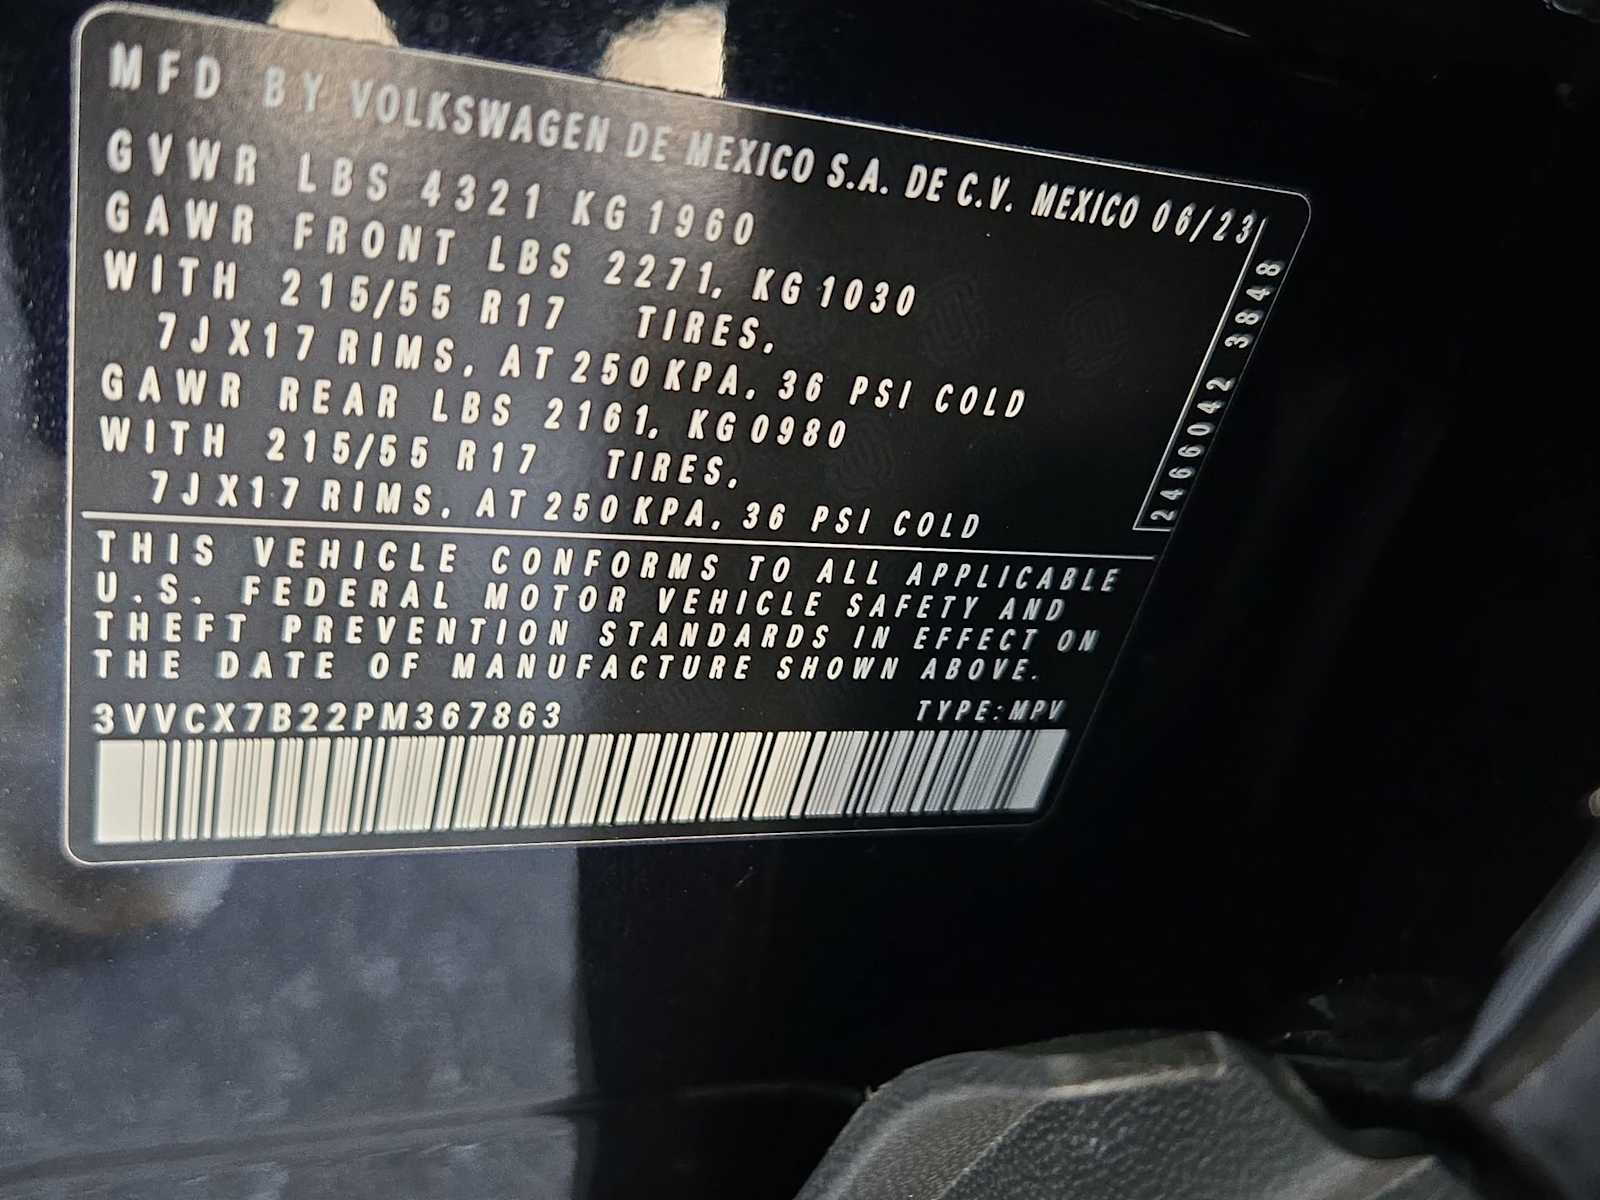 MFD BY VOLKSWAGEN DE MEXICO S.A. DE C.V. MEXICO 06/23
GVWR LBS 4321 KG 1960
GAWR FRONT LBS 2271, KG 1030
WITH 215/55 R17 TIRES,
7JX17 RIMS, AT 250 KPA, 36 PSI COLD
GAWR REAR LBS 2161, KG 0980
WITH 215/55 R17 TIRES,
7JX17 RIMS, AT 250 KPA, 36 PSI COLD
2466042 3848
THIS VEHICLE CONFORMS TO ALL APPLICABLE
U.S. FEDERAL MOTOR VEHICLE SAFETY AND
THEFT PREVENTION STANDARDS IN EFFECT ON
THE DATE OF MANUFACTURE SHOWN ABOVE.
3VVCX7B22PM367863 TYPE:MPV